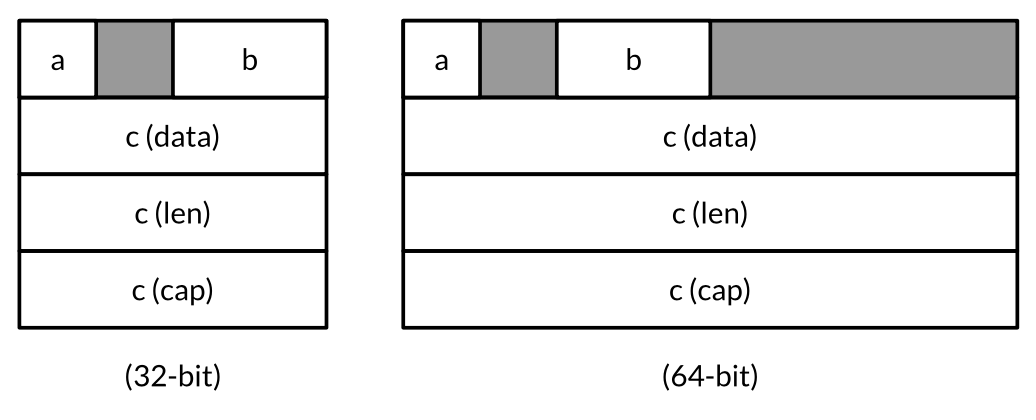 a b a b
c (data) c (data)
c (len) c (len)
c (cap) c (cap)
(32-bit) (64-bit)